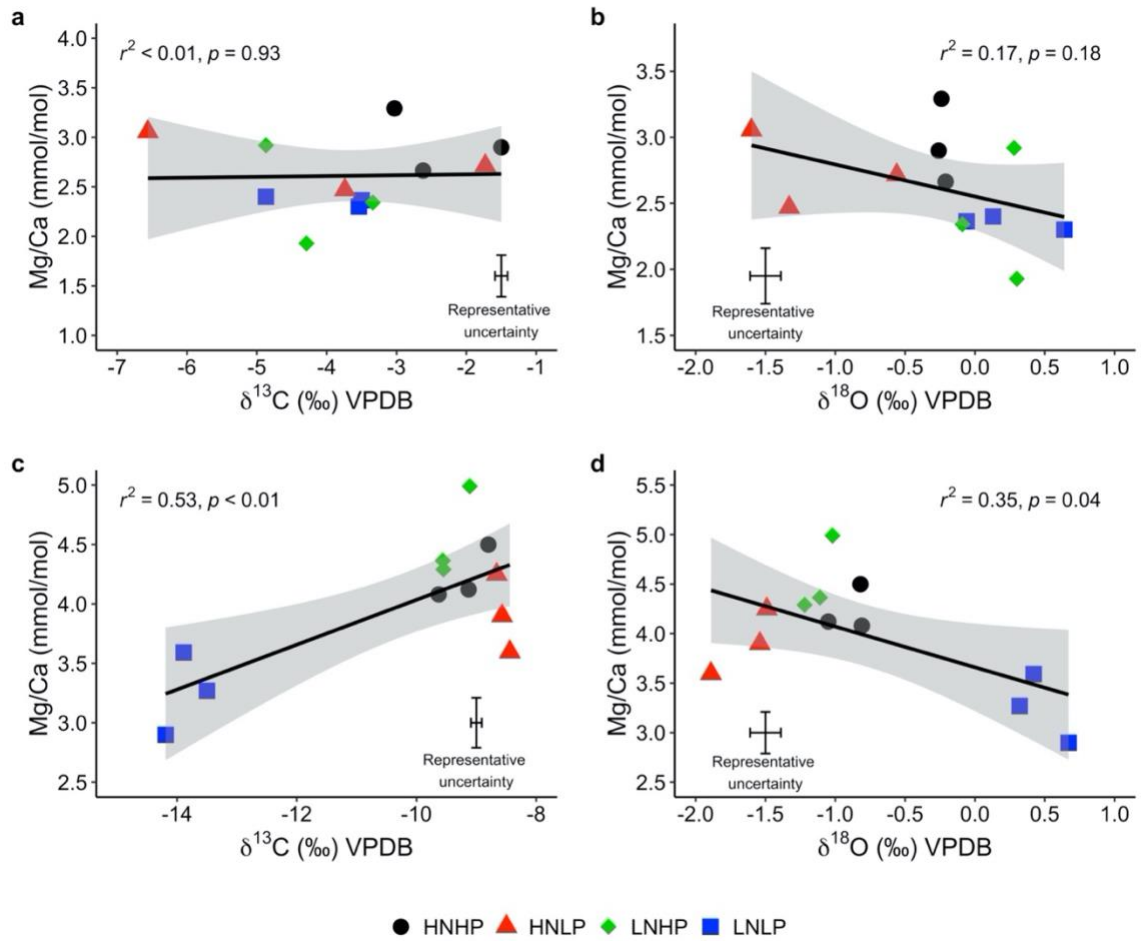 a
r² < 0.01, p = 0.93
Mg/Ca (mmol/mol)
4.0
3.5
3.0
2.5
2.0
1.5
1.0
Representative
uncertainty
-7 -6 -5 -4 -3 -2 -1
δ¹³C (‰) VPDB
b
r² = 0.17, p = 0.18
Mg/Ca (mmol/mol)
3.5
3.0
2.5
2.0
1.5
Representative
uncertainty
-2.0 -1.5 -1.0 -0.5 0.0 0.5 1.0
δ¹⁸O (‰) VPDB
c
r² = 0.53, p < 0.01
Mg/Ca (mmol/mol)
5.0
4.5
4.0
3.5
3.0
2.5
Representative
uncertainty
-14 -12 -10 -8
δ¹³C (‰) VPDB
d
r² = 0.35, p = 0.04
Mg/Ca (mmol/mol)
5.5
5.0
4.5
4.0
3.5
3.0
2.5
Representative
uncertainty
-2.0 -1.5 -1.0 -0.5 0.0 0.5 1.0
δ¹⁸O (‰) VPDB
HNHP HNLP LNHP LNLP